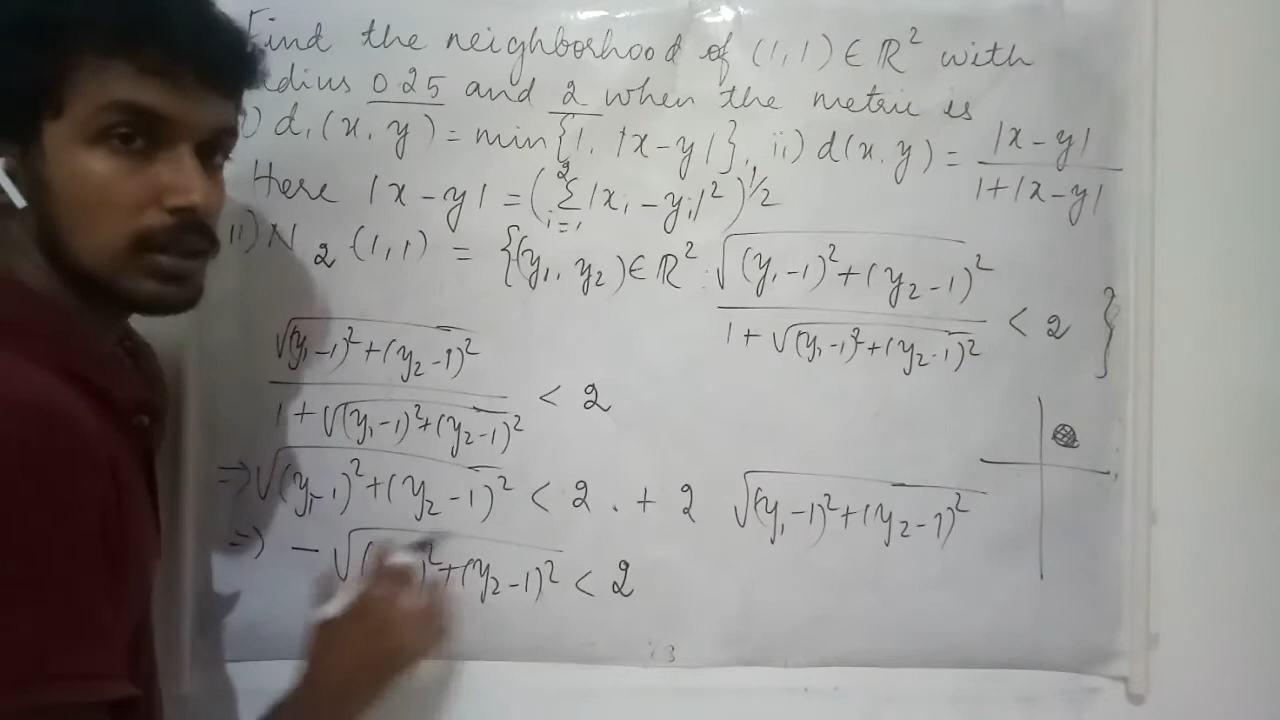 Find the neighborhood of (1,1) ∈ ℝ² with
radius 0.25 and 2 when the metric is
i) d₁(x,y) = min{1, |x-y|}, ii) d(x,y) = |x-y| / 1+|x-y|
Here |x-y| = (∑_{i=1}^{2} |xᵢ-yᵢ|²)^{1/2}
ii) N₂(1,1) = {(y₁, y₂) ∈ ℝ² : √((y₁-1)²+(y₂-1)²) / 1+√((y₁-1)²+(y₂-1)²) < 2 }
√((y₁-1)²+(y₂-1)²) / 1+√((y₁-1)²+(y₂-1)²) < 2
⇒ √((y₁-1)²+(y₂-1)²) < 2 . + 2 √((y₁-1)²+(y₂-1)²)
⇒ -√( )²+(y₂-1)² < 2